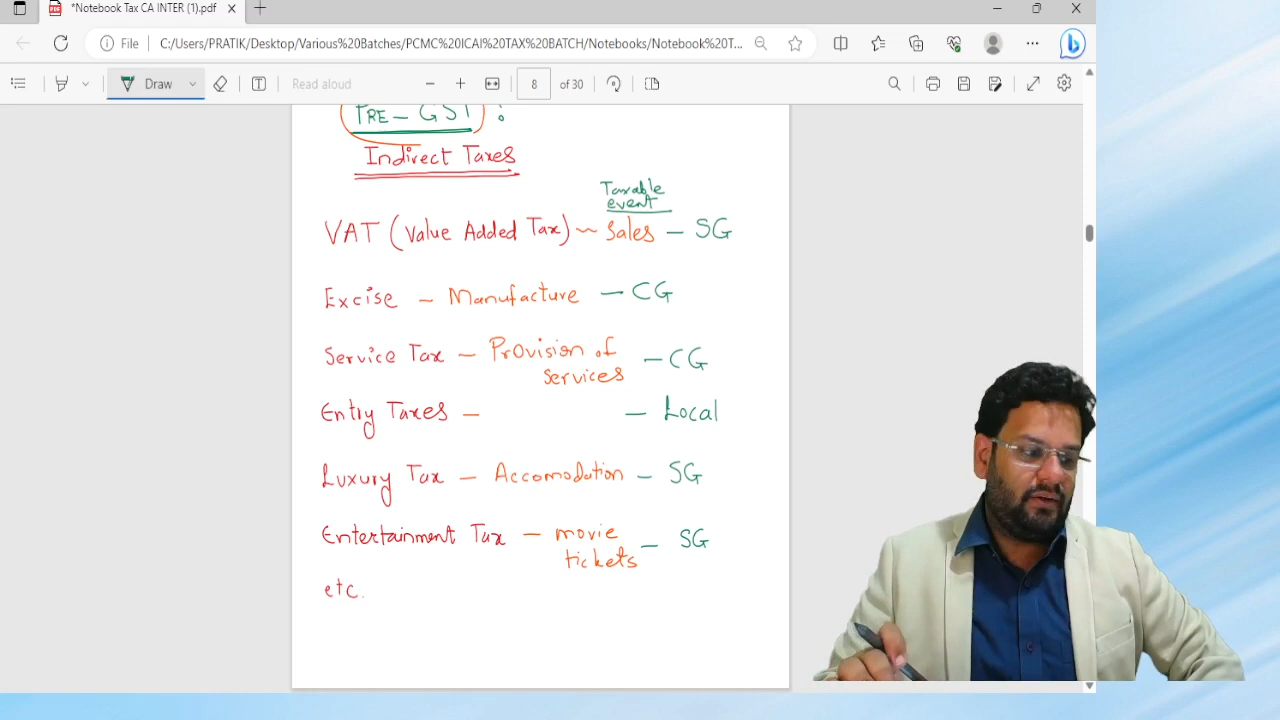 *Notebook Tax CA INTER (1).pdf
File C:/Users/PRATIK/Desktop/Various%20Batches/PCMC%20ICAI%20TAX%20BATCH/Notebooks/Notebook%20T...
Draw Read aloud 8 of 30
PRE - GST :
Indirect Taxes
Taxable
event
VAT (Value Added Tax) ~ Sales - SG
Excise - Manufacture - CG
Service Tax - Provision of
services - CG
Entry Taxes - - Local
Luxury Tax - Accomodation - SG
Entertainment Tax - movie
tickets - SG
etc.